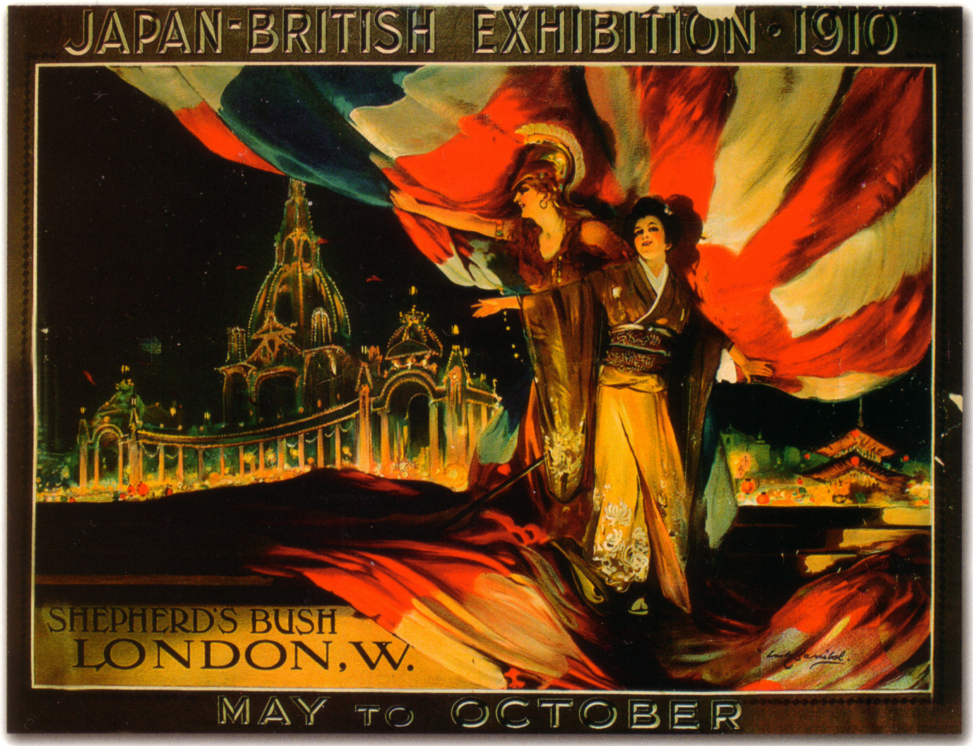 JAPAN-BRITISH EXHIBITION · 1910
SHEPHERD'S BUSH
LONDON, W.
MAY TO OCTOBER